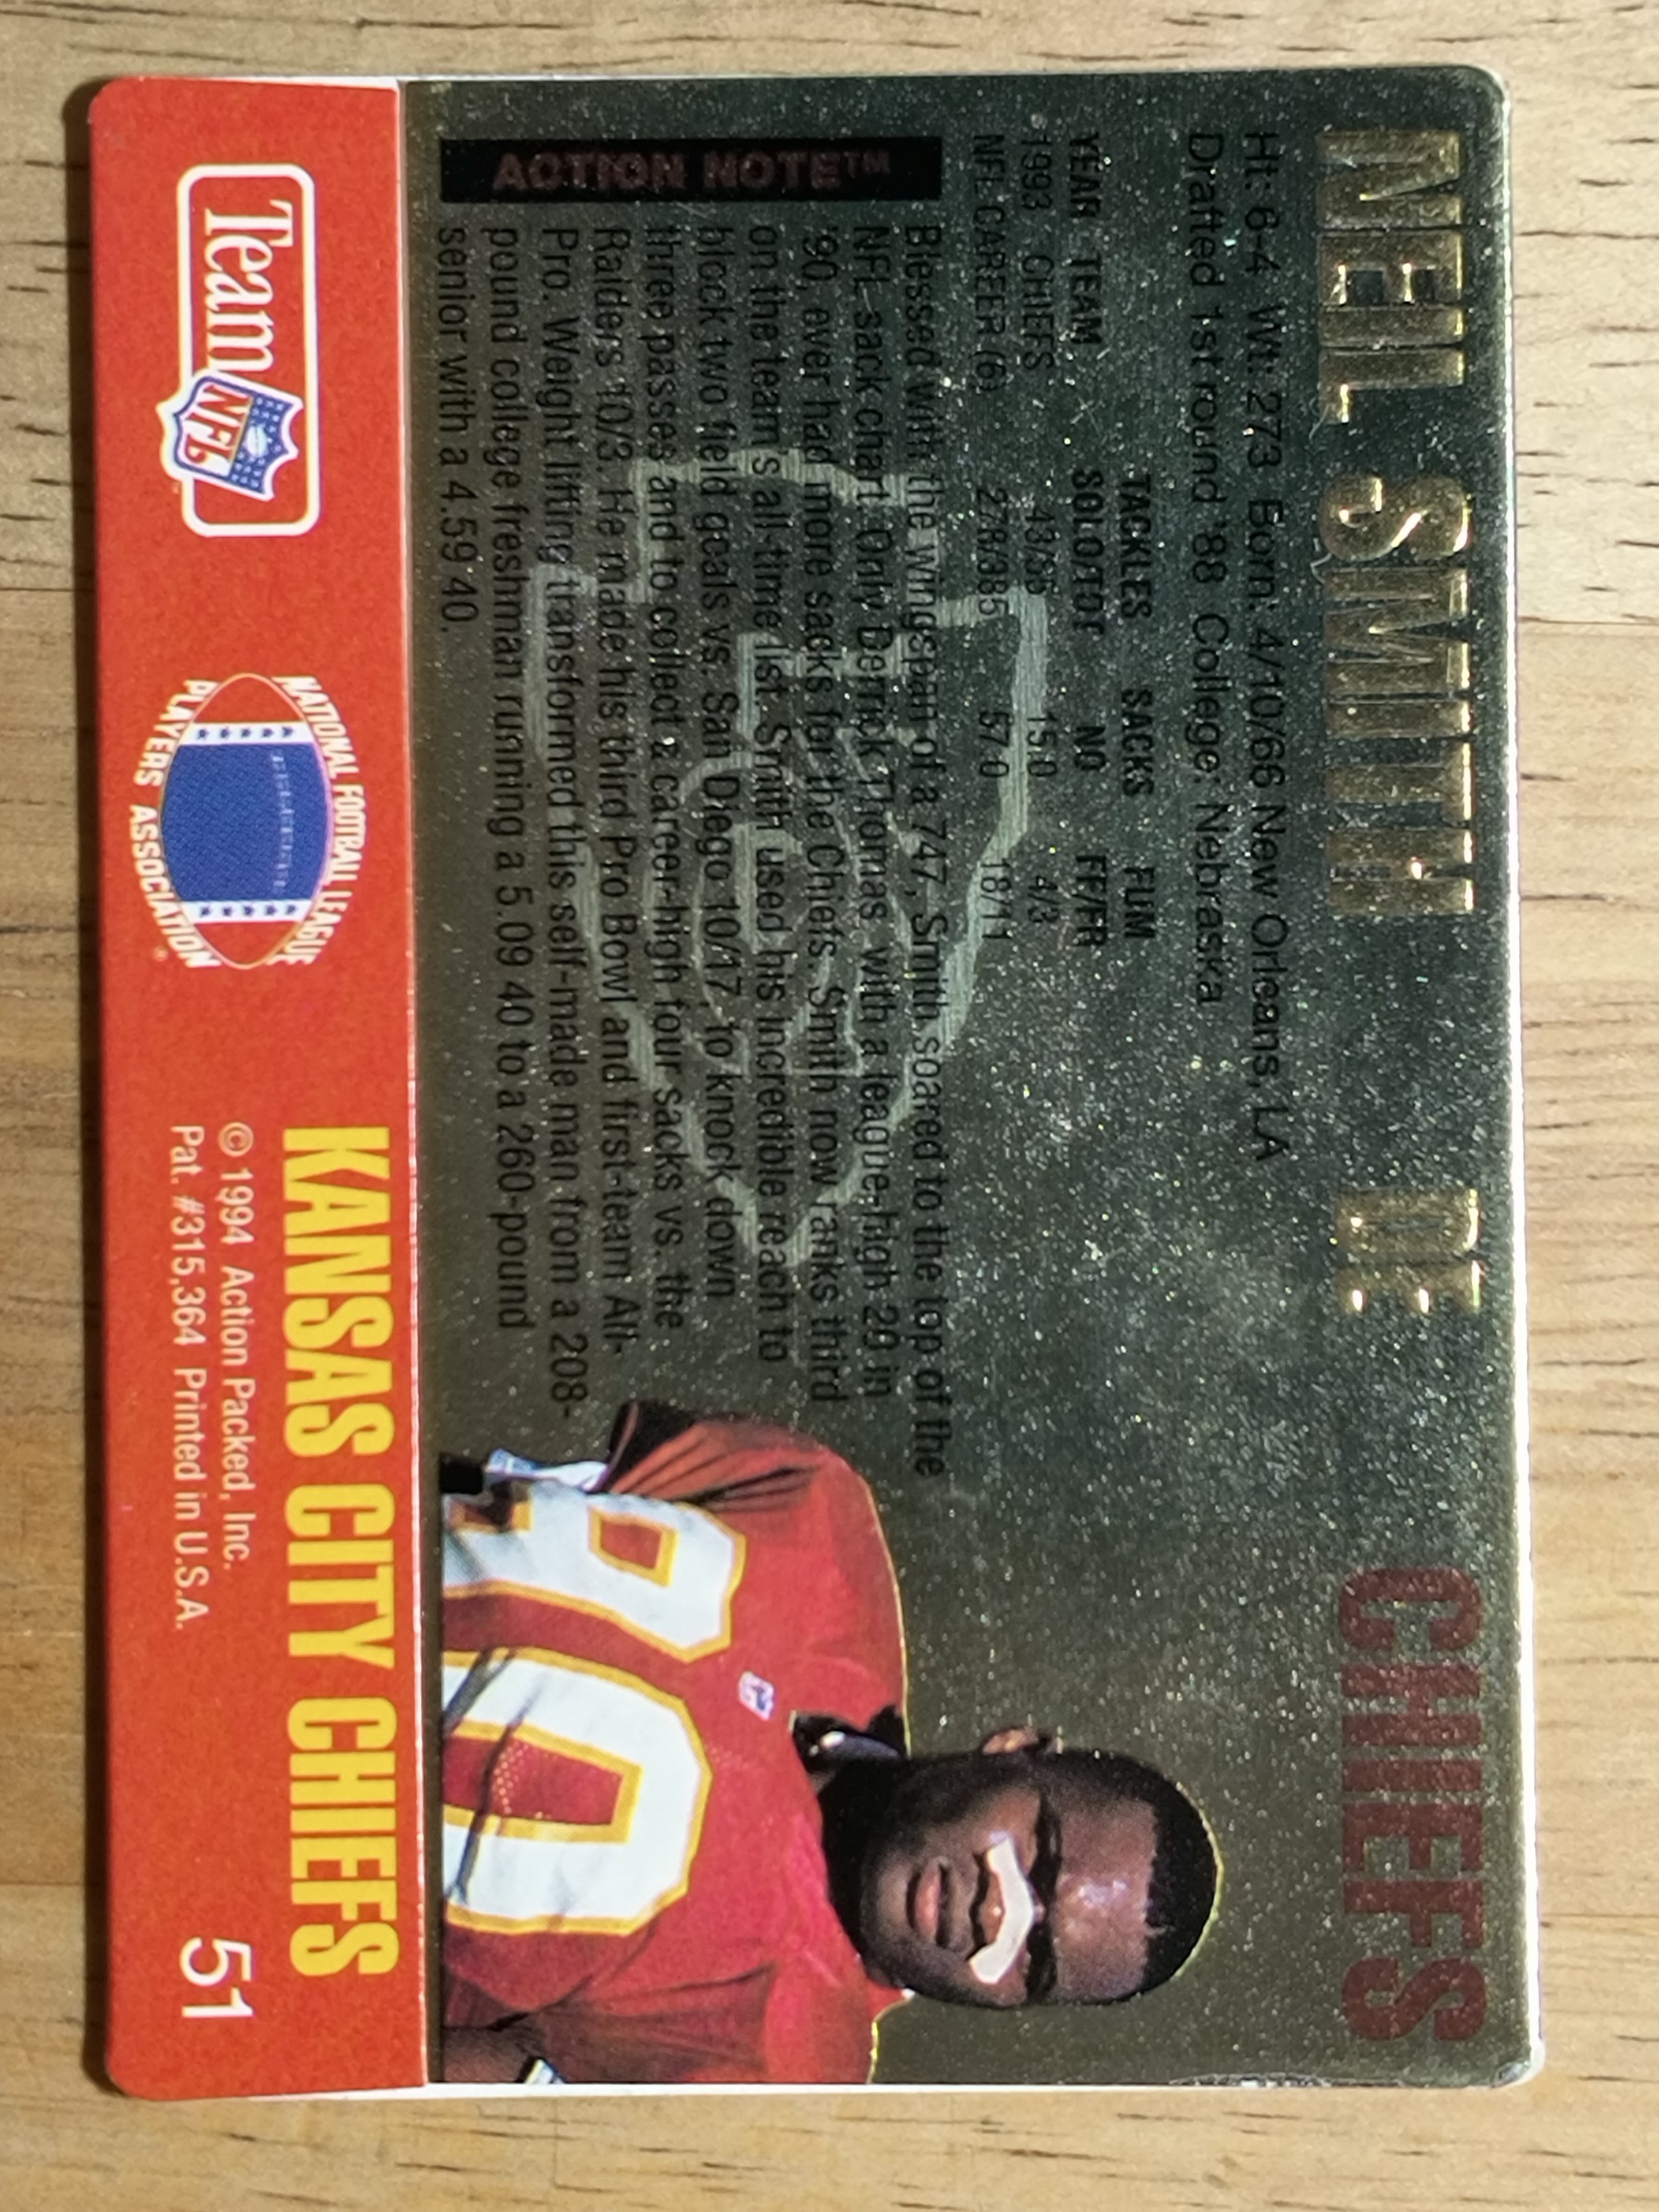 NEIL SMITH DE CHIEFS
Ht: 6-4 Wt: 273 Born: 4/10/66 New Orleans, LA
Drafted 1st round '88 College: Nebraska
TACKLES SACKS FUM
YEAR TEAM SOLO/TOT NO FF/FR
1993 CHIEFS 15.0 4/3
NFL CAREER (6) 278/385 57.0 18/11
ACTION NOTE™
Blessed with the wingspan of a 747, Smith soared to the top of the
NFL sack chart. Only Derrick Thomas, with a league-high 20 in
'90, ever had more sacks for the Chiefs. Smith now ranks third
on the team's all-time list. Smith used his incredible reach to
block two field goals vs. San Diego 10/17, to knock down
three passes and to collect a career-high four sacks vs. the
Raiders 10/3. He made his third Pro Bowl and first-team All-
Pro. Weight lifting transformed this self-made man from a 208-
pound college freshman running a 5.09 40 to a 260-pound
senior with a 4.59 40.
90
Team NFL
NATIONAL FOOTBALL LEAGUE
PLAYERS ASSOCIATION
KANSAS CITY CHIEFS
© 1994 Action Packed, Inc.
Pat. #315,364 Printed in U.S.A.
51